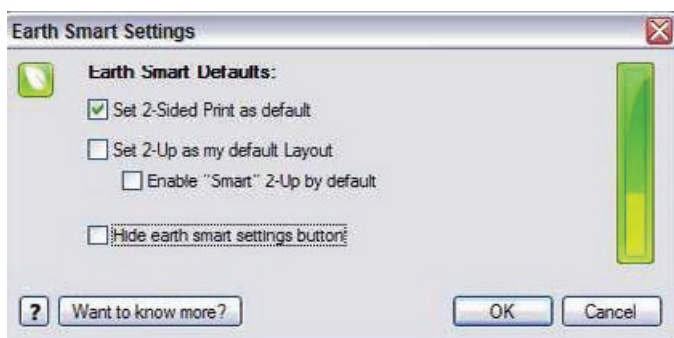 Earth Smart Settings
Earth Smart Defaults:
Set 2-Sided Print as default
Set 2-Up as my default Layout
Enable "Smart" 2-Up by default
Hide earth smart settings button
? Want to know more? OK Cancel